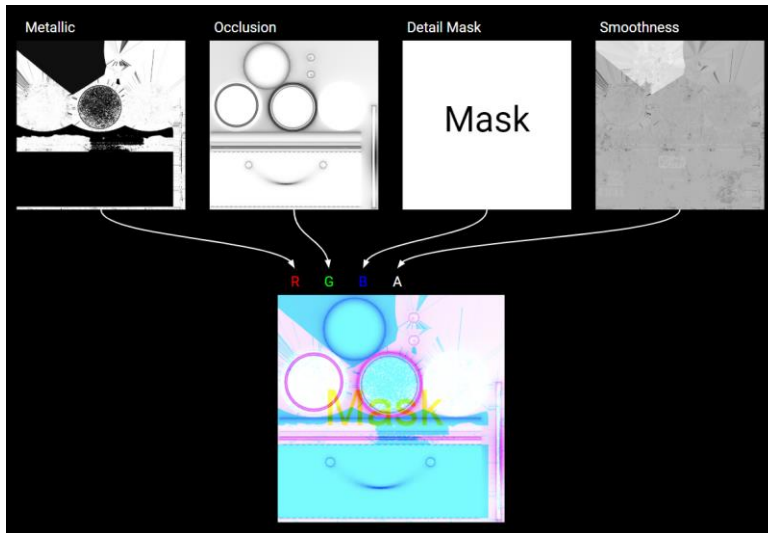 Metallic
Occlusion
Detail Mask
Smoothness
Mask
R
G
B
A
Mask